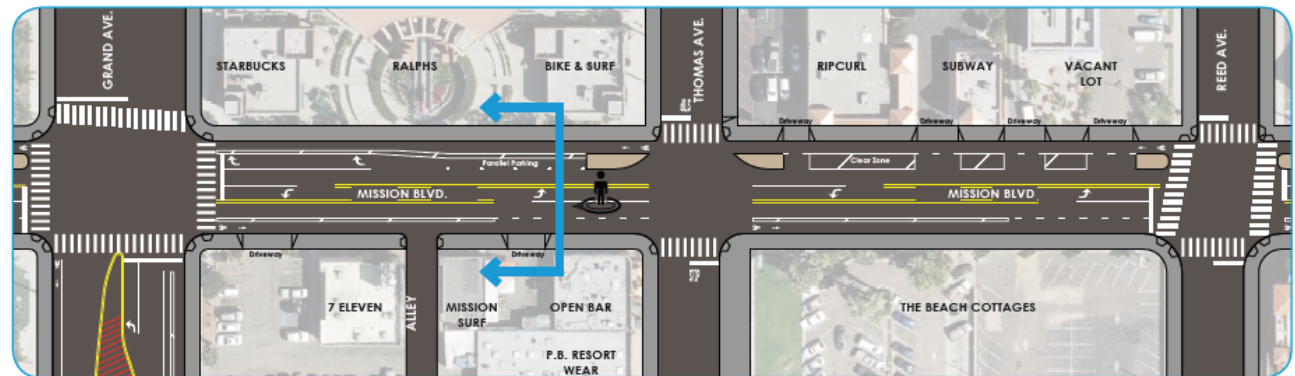 GRAND AVE.
THOMAS AVE.
REED AVE.
STARBUCKS
RALPHS
BIKE & SURF
RIPCURL
SUBWAY
VACANT
LOT
Driveway
Driveway
Driveway
Driveway
Parallel Parking
Clear Zone
MISSION BLVD.
MISSION BLVD
Driveway
Driveway
7 ELEVEN
ALLEY
MISSION
SURF
OPEN BAR
P.B. RESORT
WEAR
STOP
THE BEACH COTTAGES